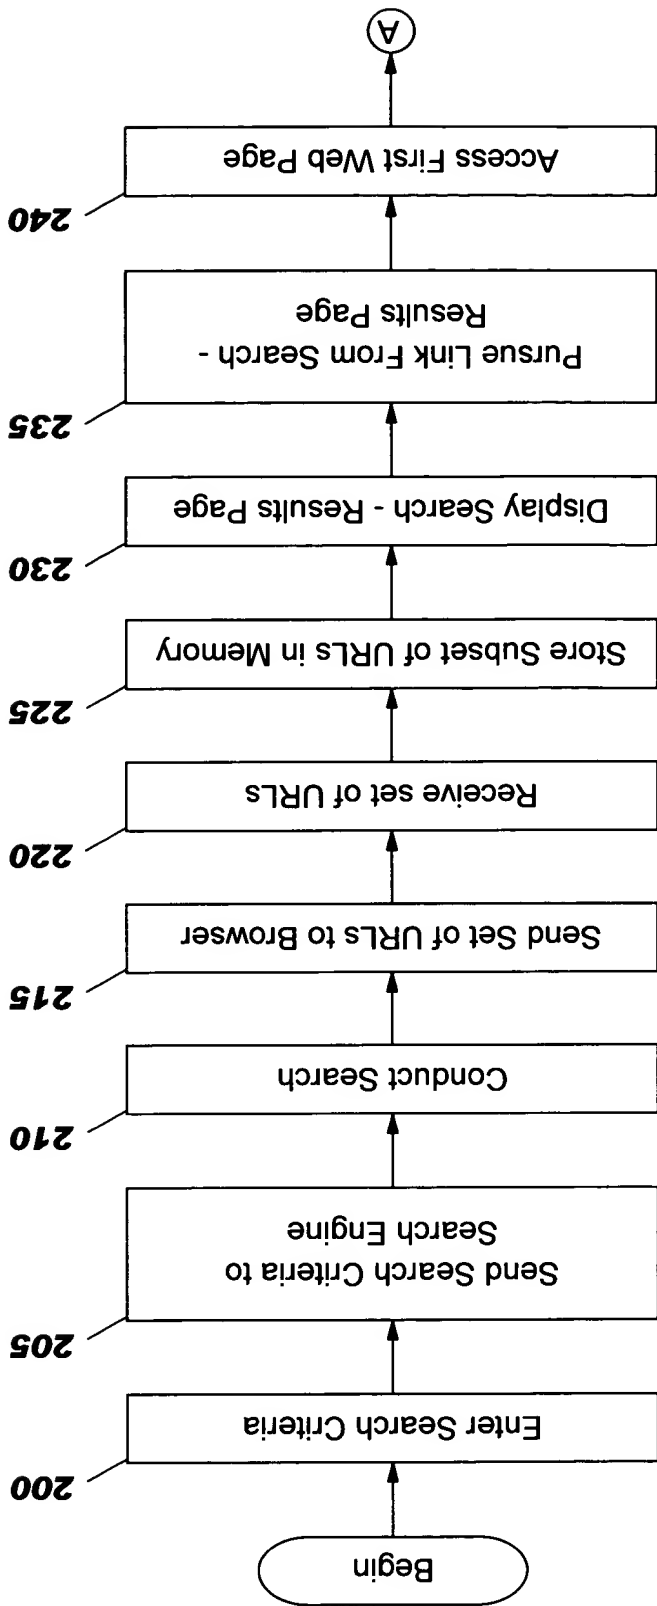 Begin
Enter Search Criteria
200
Send Search Criteria to
Search Engine
205
Conduct Search
210
Send Set of URLs to Browser
215
Receive set of URLs
220
Store Subset of URLs in Memory
225
Display Search - Results Page
230
Pursue Link From Search -
Results Page
235
Access First Web Page
240
A